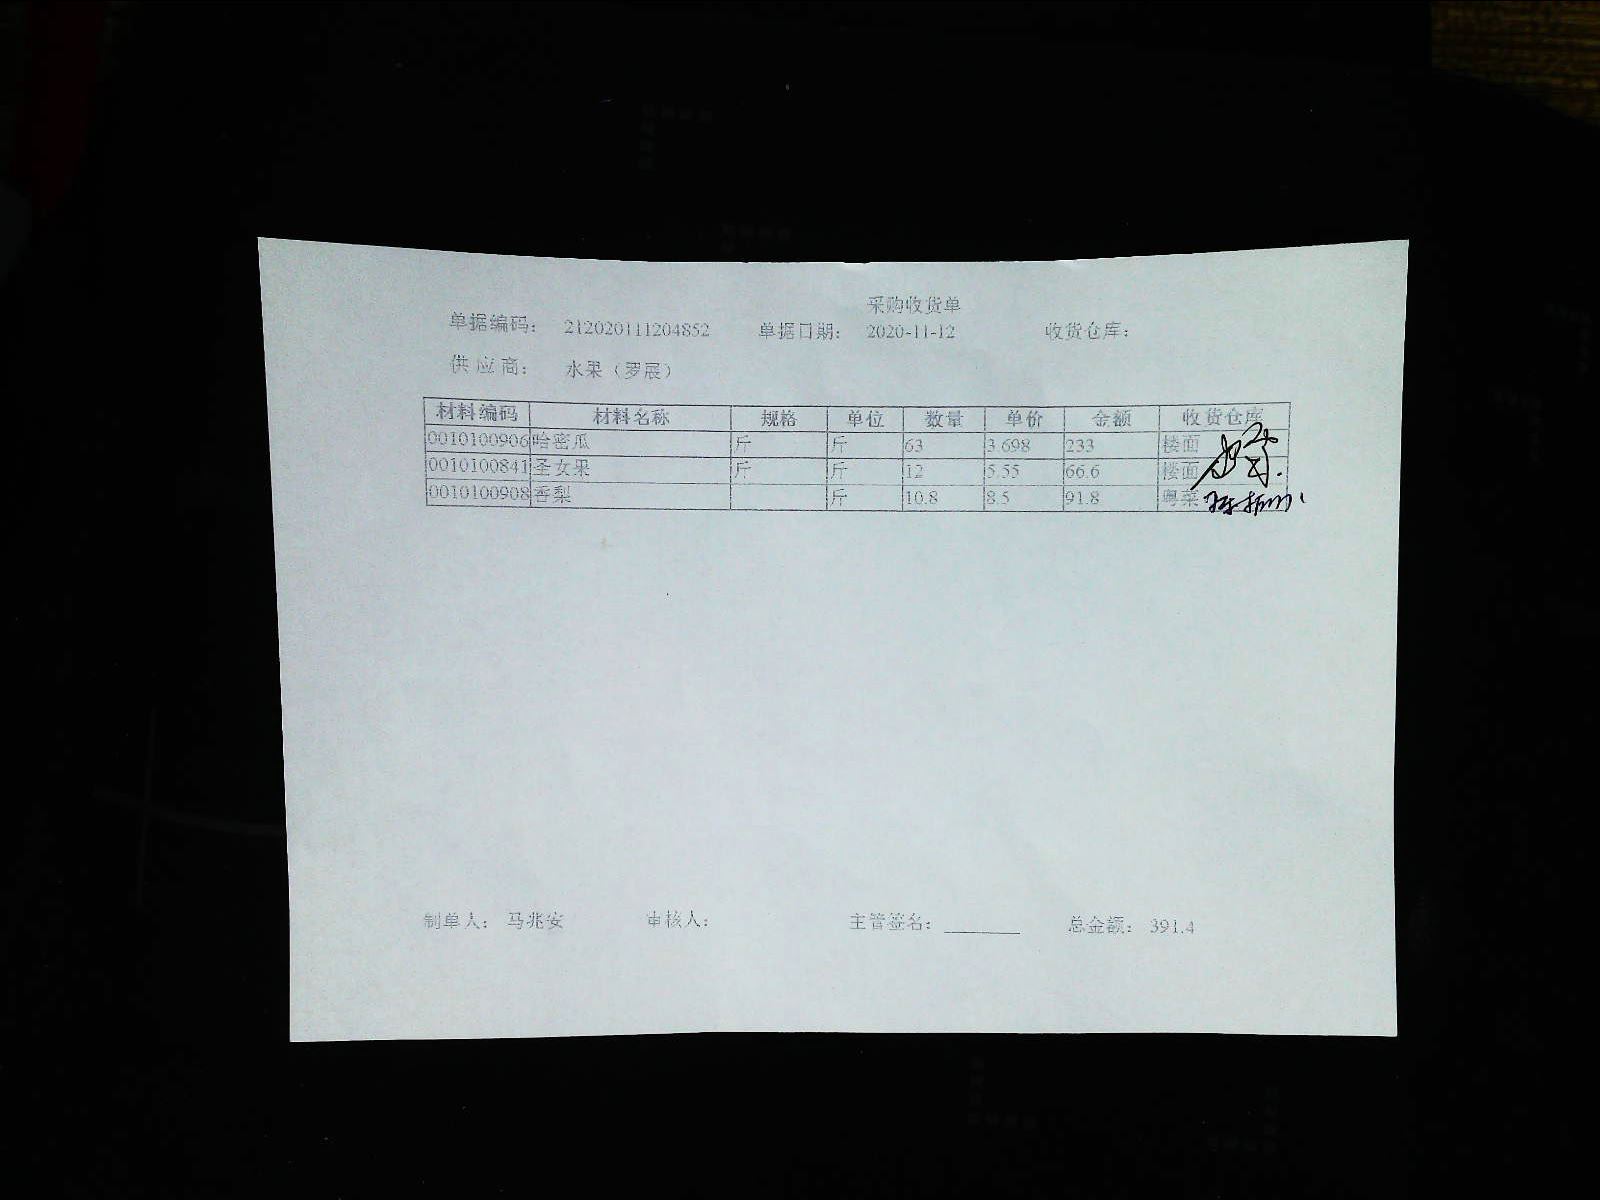 采购收货单
单据编码： 212020111204852 单据日期： 2020-11-12 收货仓库：
供应商： 水果（罗展）
材料编码 材料名称 规格 单位 数量 单价 金额 收货仓库
0010100906 哈密瓜 斤 斤 63 3.698 233 楼面
0010100841 圣女果 斤 斤 12 5.55 66.6 楼面
0010100908 香梨 斤 10.8 8.5 91.8 粤菜
制单人： 马兆安 审核人： 主管签名： 总金额： 391.4